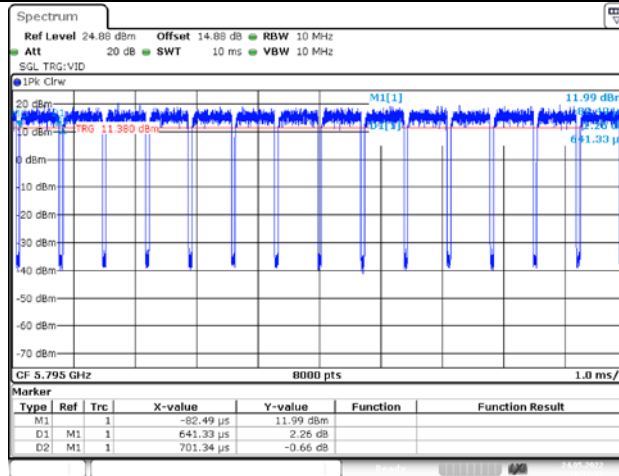 Spectrum
Ref Level 24.88 dBm Offset 14.88 dB RBW 10 MHz
Att 20 dB SWT 10 ms VBW 10 MHz
SGL TRG:VID
1Pk Clrw
M1[1] 11.99 dBm
20 dBm
D1[1] 2.26
10 dBm TRG 11.380 dBm
641.33 µs
0 dBm
-10 dBm
-20 dBm
-30 dBm
-40 dBm
-50 dBm
-60 dBm
-70 dBm
CF 5.795 GHz 8000 pts 1.0 ms/
Marker
Type Ref Trc X-value Y-value Function Function Result
M1 1 -82.49 µs 11.99 dBm
D1 M1 1 641.33 µs 2.26 dB
D2 M1 1 701.34 µs -0.66 dB
Ready 24.05.2022